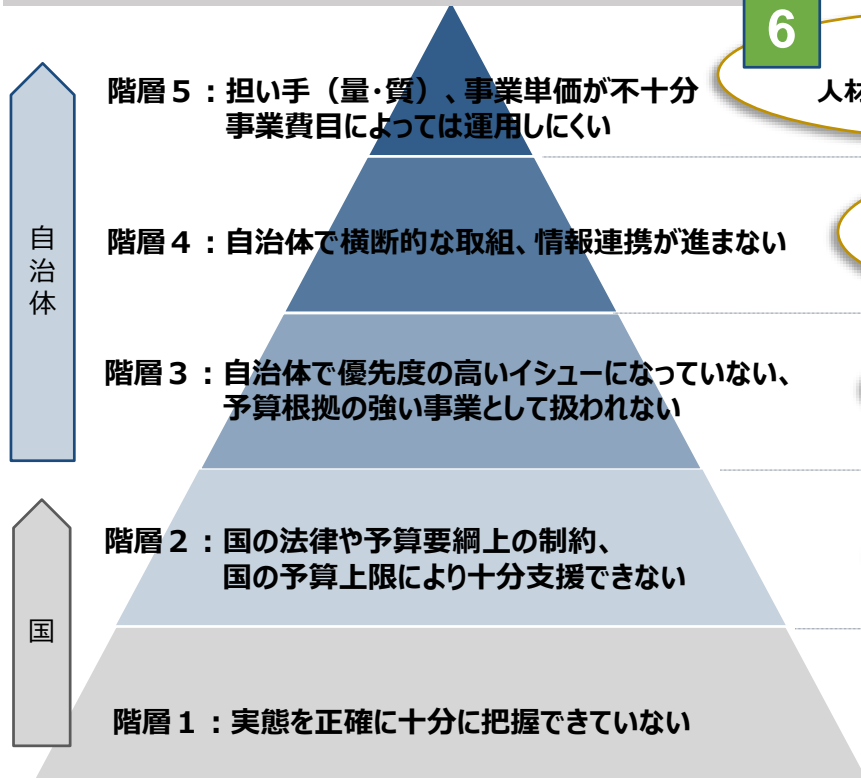 6
人材
階層5：担い手（量・質）、事業単価が不十分
事業費目によっては運用しにくい
階層4：自治体で横断的な取組、情報連携が進まない
自治体
階層3：自治体で優先度の高いイシューになっていない、
予算根拠の強い事業として扱われない
階層2：国の法律や予算要綱上の制約、
国の予算上限により十分支援できない
国
階層1：実態を正確に十分に把握できていない